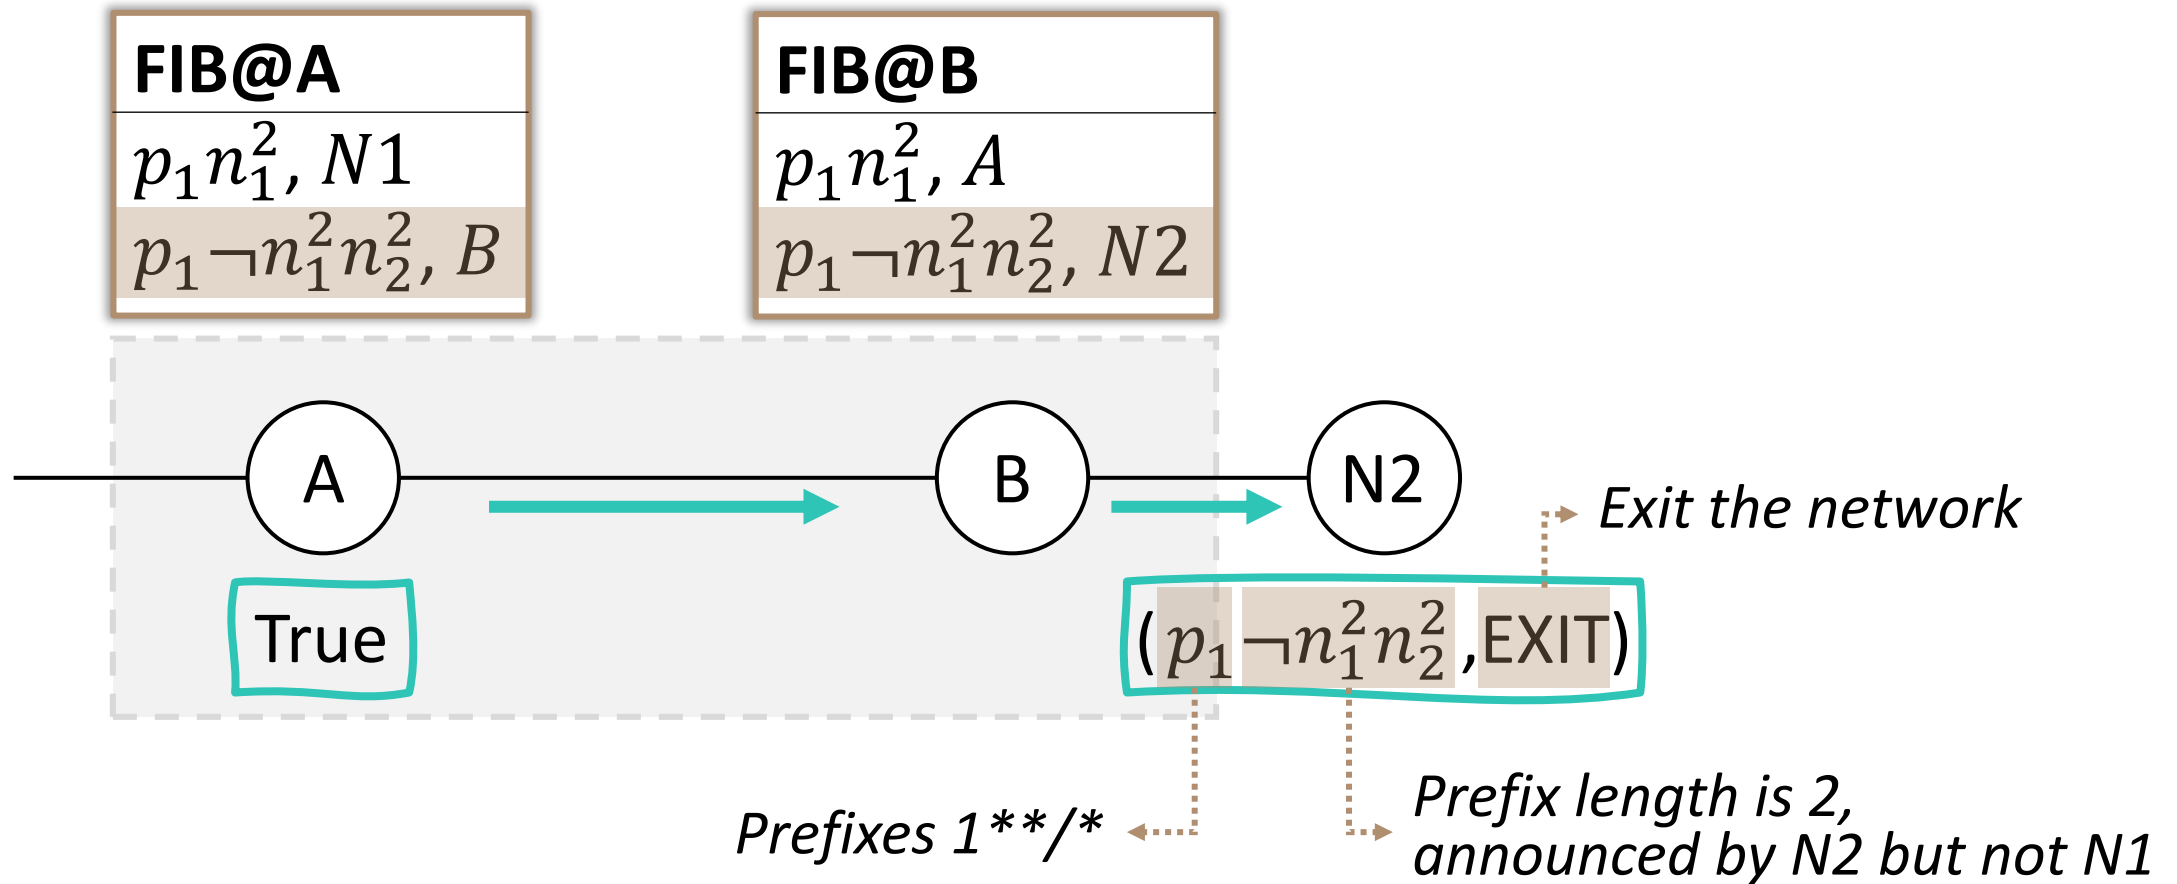 FIB@A
p₁n₁², N1
p₁¬n₁²n₂², B
FIB@B
p₁n₁², A
p₁¬n₁²n₂², N2
A
B
N2
Exit the network
True
(p₁¬n₁²n₂²,EXIT)
Prefixes 1**/*
Prefix length is 2,
announced by N2 but not N1